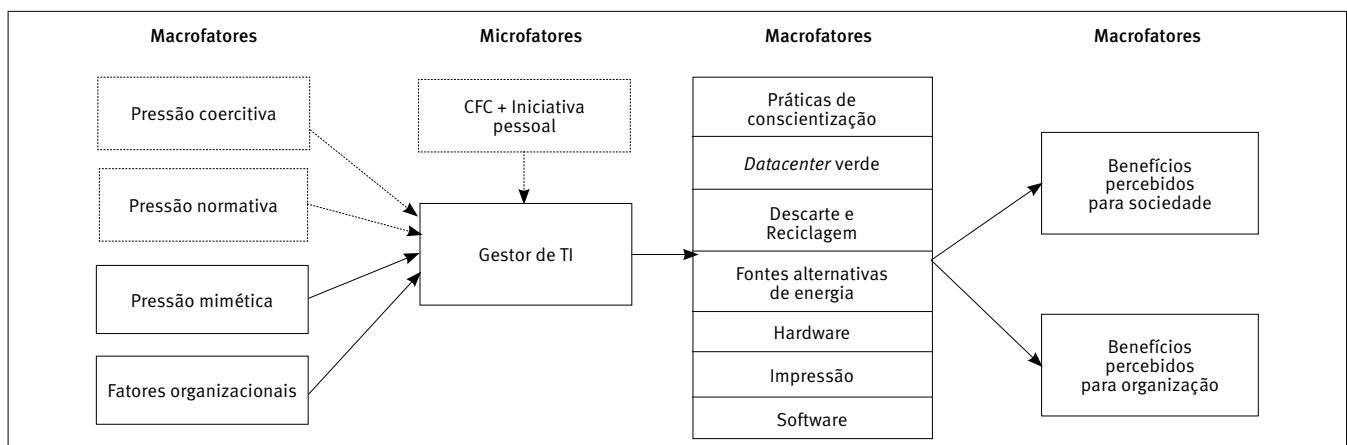 Macrofatores
Microfatores
Macrofatores
Macrofatores
Pressão coercitiva
Pressão normativa
Pressão mimética
Fatores organizacionais
CFC + Iniciativa
pessoal
Gestor de TI
Práticas de
conscientização
Datacenter verde
Descarte e
Reciclagem
Fontes alternativas
de energia
Hardware
Impressão
Software
Benefícios
percebidos
para sociedade
Benefícios
percebidos
para organização